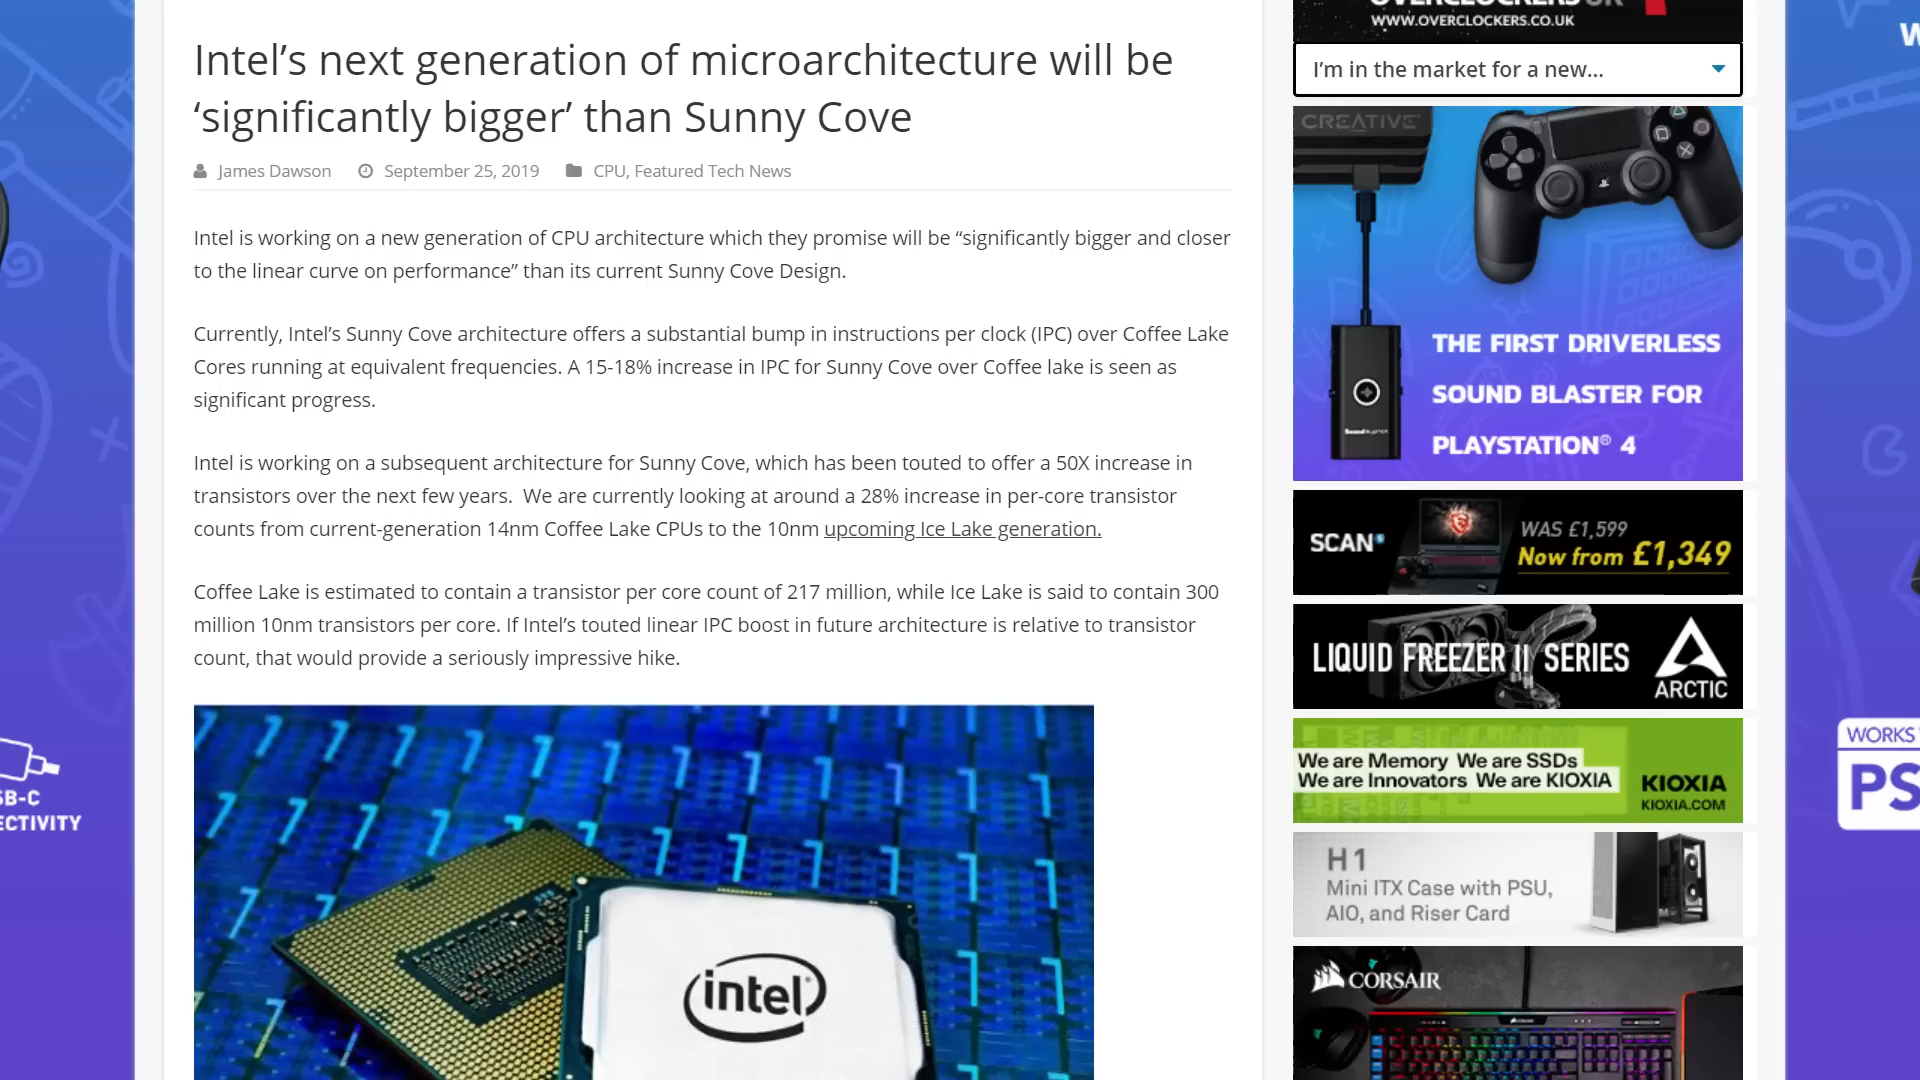 Intel’s next generation of microarchitecture will be
‘significantly bigger’ than Sunny Cove
James Dawson September 25, 2019 CPU, Featured Tech News
Intel is working on a new generation of CPU architecture which they promise will be “significantly bigger and closer
to the linear curve on performance” than its current Sunny Cove Design.
Currently, Intel’s Sunny Cove architecture offers a substantial bump in instructions per clock (IPC) over Coffee Lake
Cores running at equivalent frequencies. A 15-18% increase in IPC for Sunny Cove over Coffee lake is seen as
significant progress.
Intel is working on a subsequent architecture for Sunny Cove, which has been touted to offer a 50X increase in
transistors over the next few years.  We are currently looking at around a 28% increase in per-core transistor
counts from current-generation 14nm Coffee Lake CPUs to the 10nm upcoming Ice Lake generation.
Coffee Lake is estimated to contain a transistor per core count of 217 million, while Ice Lake is said to contain 300
million 10nm transistors per core. If Intel’s touted linear IPC boost in future architecture is relative to transistor
count, that would provide a seriously impressive hike.
intel
OVERCLOCKERS UK
WWW.OVERCLOCKERS.CO.UK
I’m in the market for a new...
CREATIVE
THE FIRST DRIVERLESS
SOUND BLASTER FOR
PLAYSTATION® 4
Sound BLASTER
SCAN
WAS £1,599
Now from £1,349
LIQUID FREEZER II SERIES
ARCTIC
We are Memory We are SSDs
We are Innovators We are KIOXIA
KIOXIA
KIOXIA.COM
H1
Mini ITX Case with PSU,
AIO, and Riser Card
CORSAIR
WORKS
PS